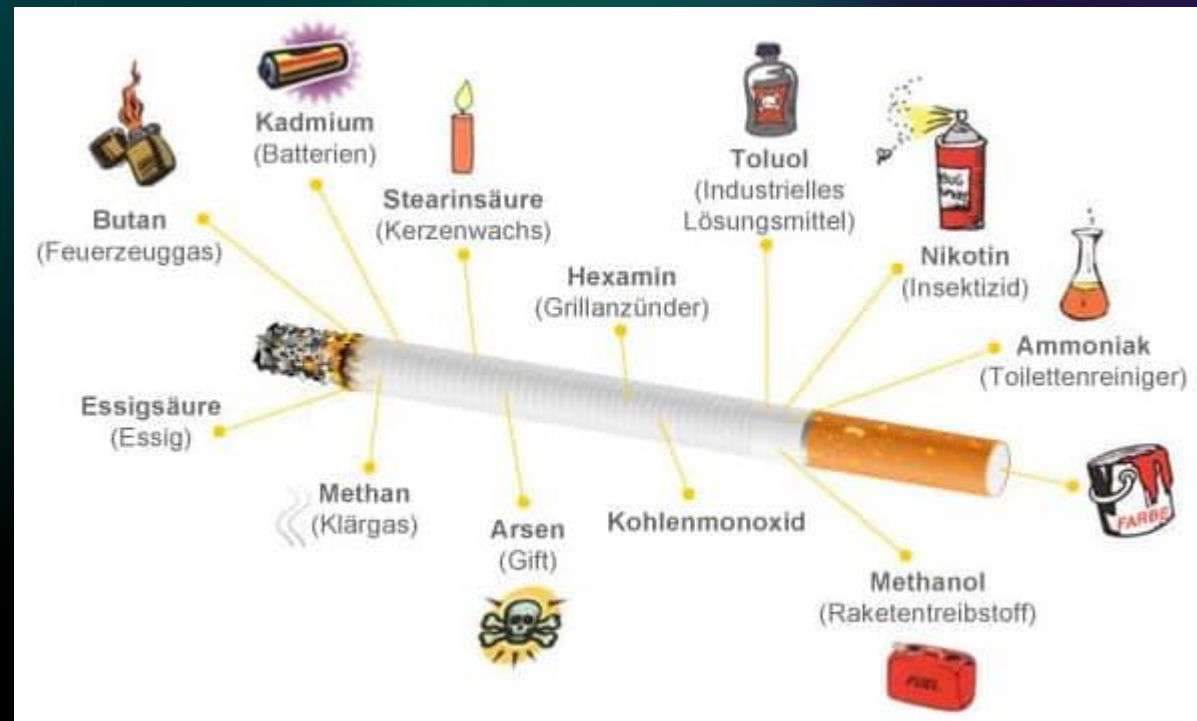 Kadmium
(Batterien)
Butan
(Feuerzeuggas)
Stearinsäure
(Kerzenwachs)
Toluol
(Industrielles
Lösungsmittel)
Nikotin
(Insektizid)
Hexamin
(Grillanzünder)
Ammoniak
(Toilettenreiniger)
Essigsäure
(Essig)
Methan
(Klärgas)
Arsen
(Gift)
Kohlenmonoxid
FARBE
Methanol
(Raketentreibstoff)
FUEL